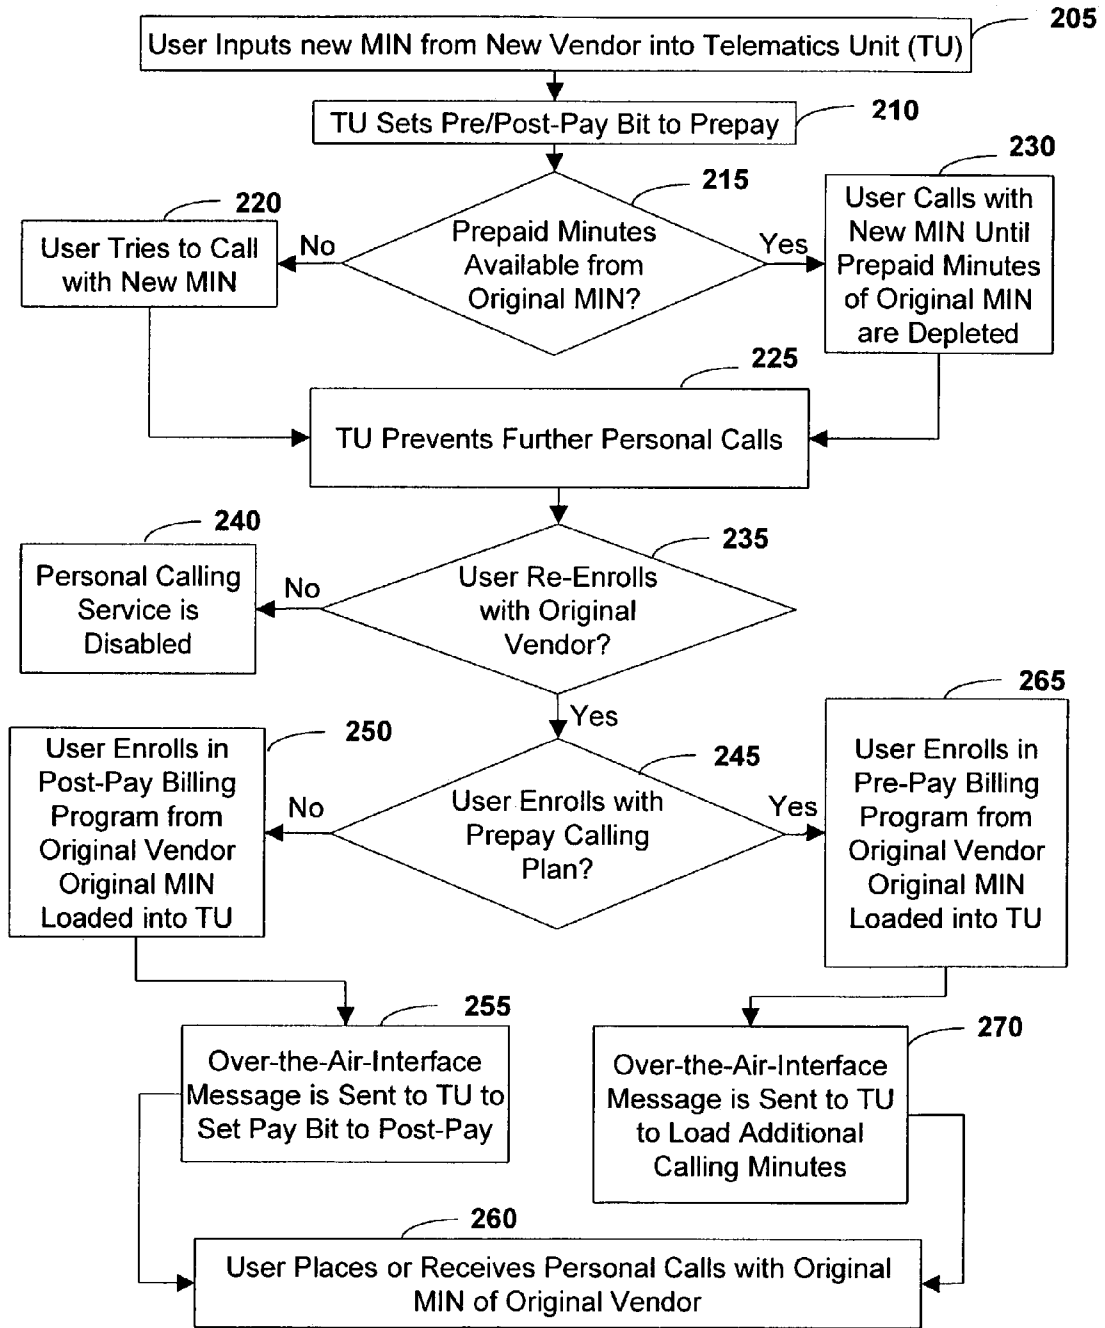 205
User Inputs new MIN from New Vendor into Telematics Unit (TU)
210
TU Sets Pre/Post-Pay Bit to Prepay
215
Prepaid Minutes
Available from
Original MIN?
No
Yes
220
User Tries to Call
with New MIN
230
User Calls with
New MIN Until
Prepaid Minutes
of Original MIN
are Depleted
225
TU Prevents Further Personal Calls
235
User Re-Enrolls
with Original
Vendor?
No
Yes
240
Personal Calling
Service is
Disabled
245
User Enrolls with
Prepay Calling
Plan?
No
Yes
250
User Enrolls in
Post-Pay Billing
Program from
Original Vendor
Original MIN
Loaded into TU
265
User Enrolls in
Pre-Pay Billing
Program from
Original Vendor
Original MIN
Loaded into TU
255
Over-the-Air-Interface
Message is Sent to TU to
Set Pay Bit to Post-Pay
270
Over-the-Air-Interface
Message is Sent to TU
to Load Additional
Calling Minutes
260
User Places or Receives Personal Calls with Original
MIN of Original Vendor